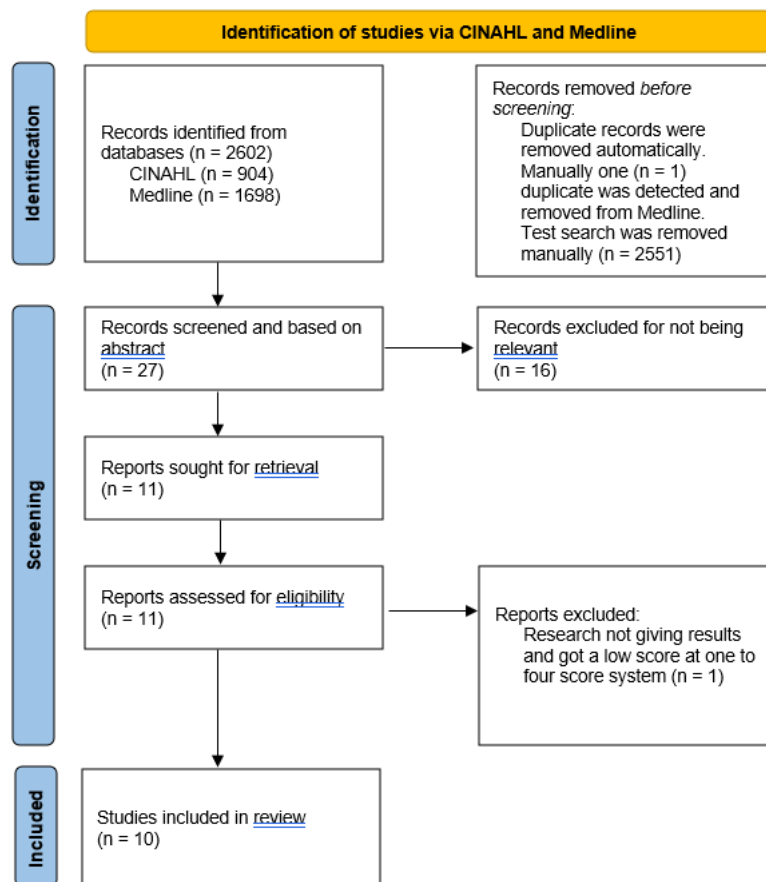 Identification of studies via CINAHL and Medline
Identification
Records identified from
databases (n = 2602)
CINAHL (n = 904)
Medline (n = 1698)
Records removed before
screening:
Duplicate records were
removed automatically.
Manually one (n = 1)
duplicate was detected and
removed from Medline.
Test search was removed
manually (n = 2551)
Screening
Records screened and based on
abstract
(n = 27)
Records excluded for not being
relevant
(n = 16)
Reports sought for retrieval
(n = 11)
Reports assessed for eligibility
(n = 11)
Reports excluded:
Research not giving results
and got a low score at one to
four score system (n = 1)
Included
Studies included in review
(n = 10)